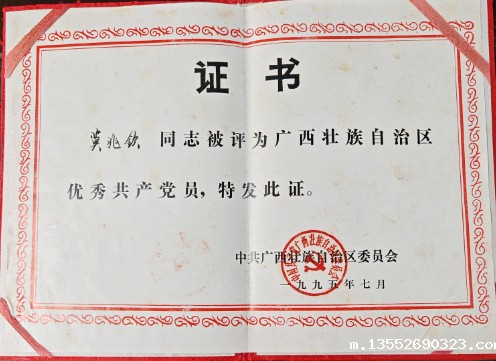 证书
莫兆钦 同志被评为广西壮族自治区
优秀共产党员，特发此证。
中共广西壮族自治区委员会
一九九五年七月
m.13552690323.com